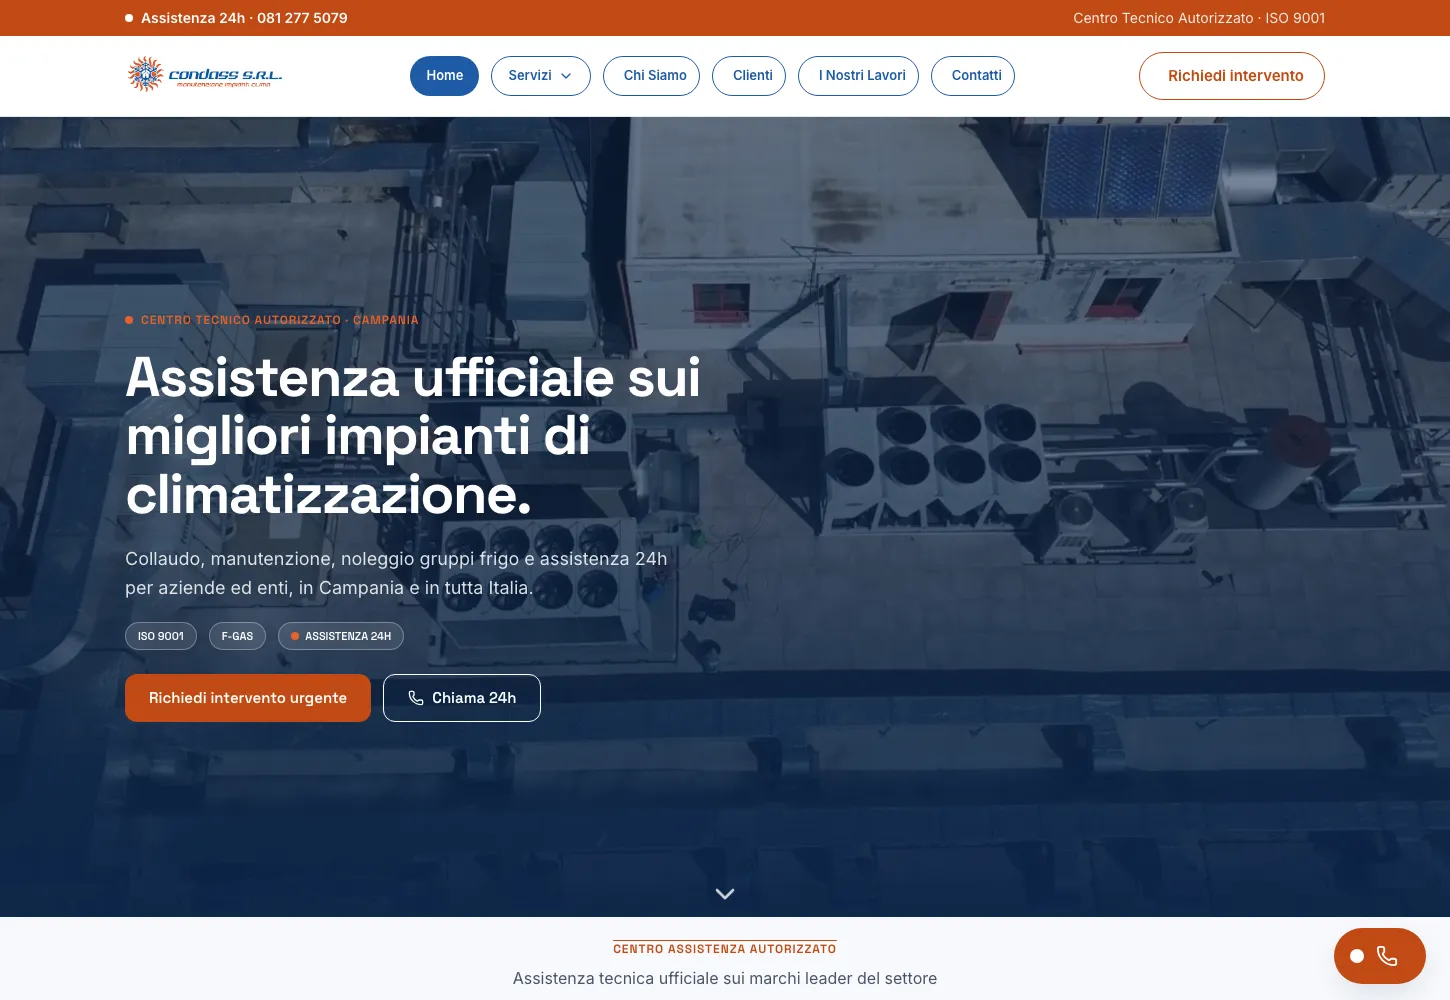 Assistenza 24h · 081 277 5079
Centro Tecnico Autorizzato · ISO 9001
condass S.R.L.
manutenzione impianti clima
Home
Servizi
Chi Siamo
Clienti
I Nostri Lavori
Contatti
Richiedi intervento
CENTRO TECNICO AUTORIZZATO · CAMPANIA
Assistenza ufficiale sui
migliori impianti di
climatizzazione.
Collaudo, manutenzione, noleggio gruppi frigo e assistenza 24h
per aziende ed enti, in Campania e in tutta Italia.
ISO 9001
F-GAS
ASSISTENZA 24H
Richiedi intervento urgente
Chiama 24h
CENTRO ASSISTENZA AUTORIZZATO
Assistenza tecnica ufficiale sui marchi leader del settore